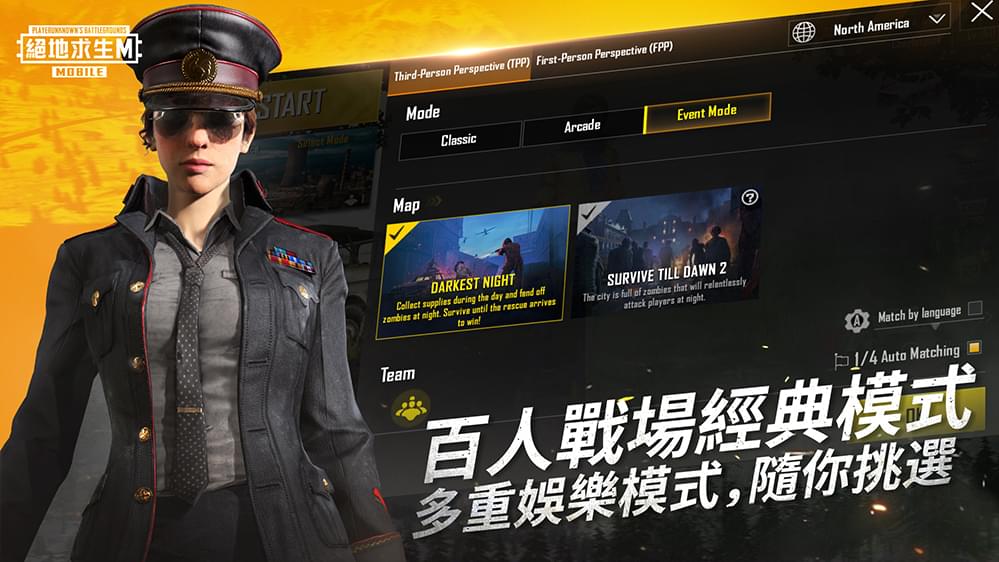 PLAYERUNKNOWN'S BATTLEGROUNDS
絕地求生M
MOBILE
START
Select Mode
Third-Person Perspective (TPP)
First-Person Perspective (FPP)
North America
Mode
Classic
Arcade
Event Mode
Map
DARKEST NIGHT
Collect supplies during the day and fend off
zombies at night. Survive until the rescue arrives
to win!
?
SURVIVE TILL DAWN 2
The city is full of zombies that will relentlessly
attack players at night.
A
Match by language
1/4 Auto Matching
Team
百人戰場經典模式
多重娛樂模式,隨你挑選